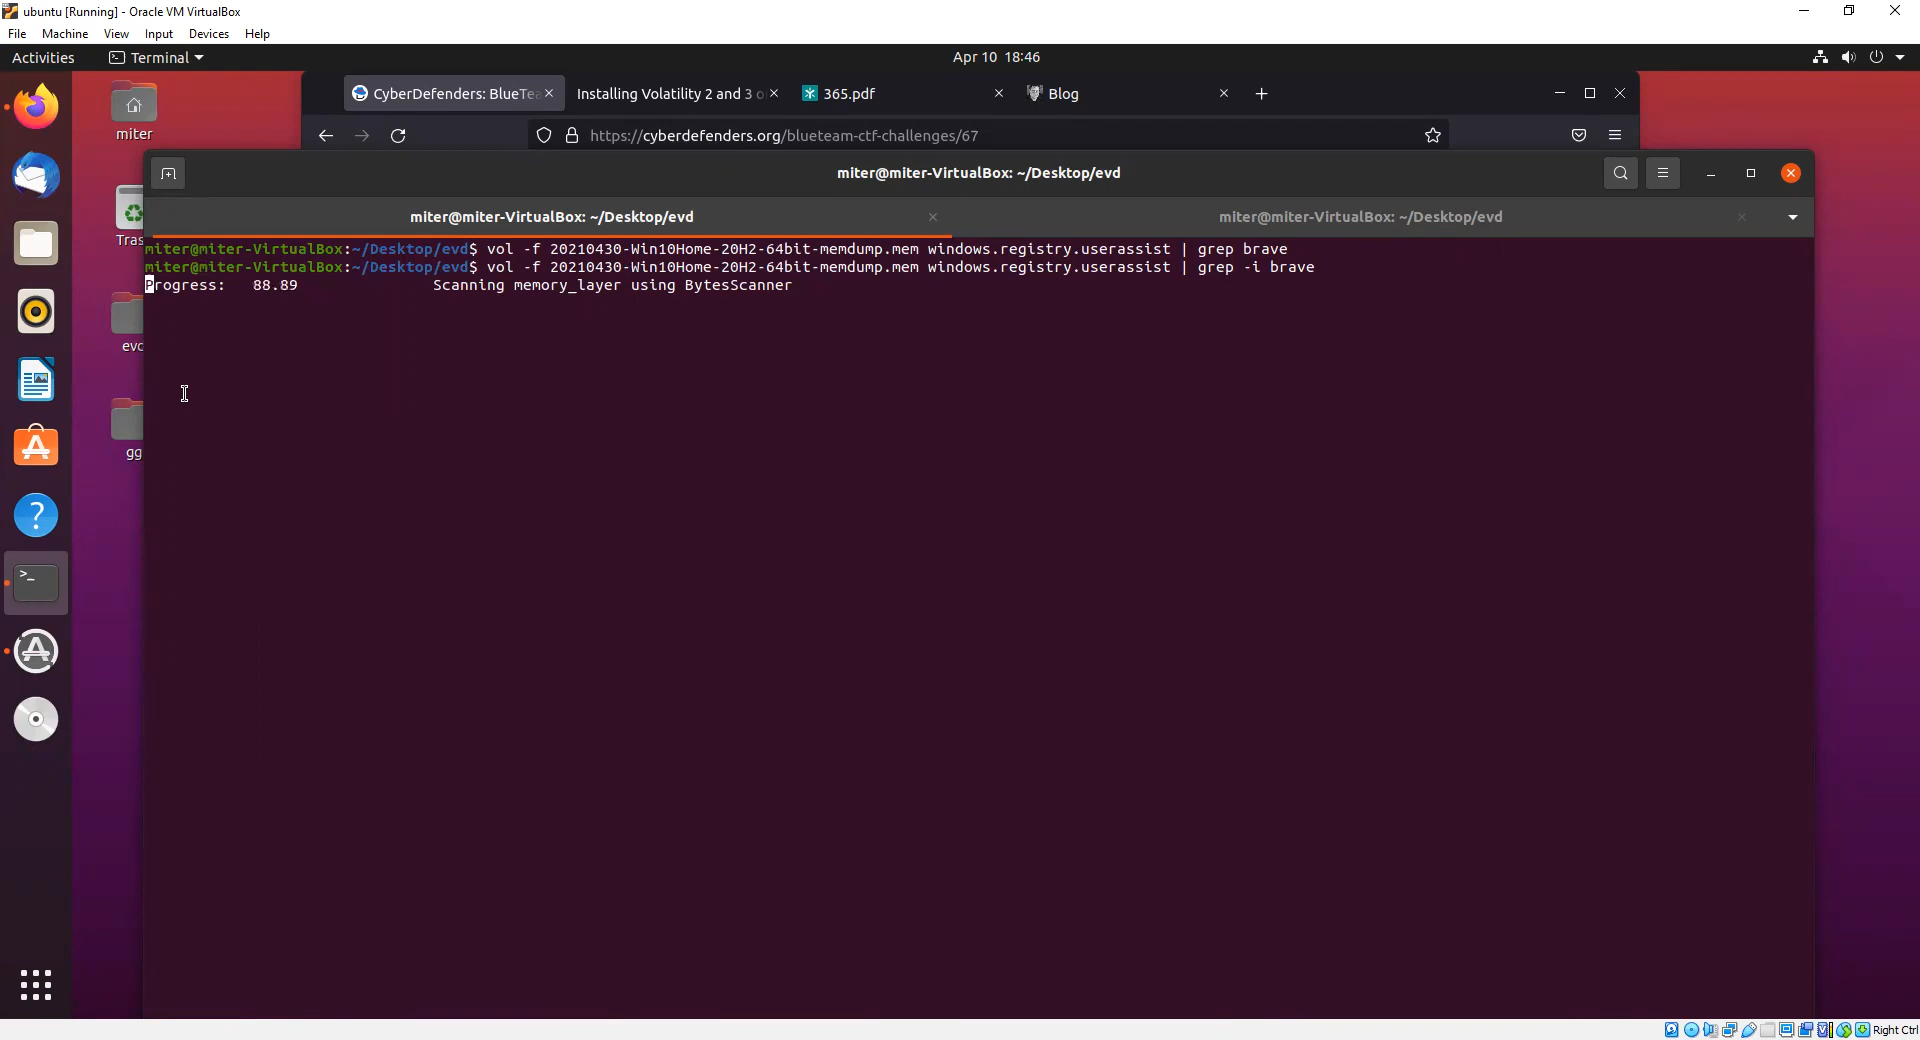 ubuntu [Running] - Oracle VM VirtualBox
File Machine View Input Devices Help
Activities Terminal Apr 10 18:46
CyberDefenders: BlueTea Installing Volatility 2 and 3 o 365.pdf Blog
https://cyberdefenders.org/blueteam-ctf-challenges/67
miter
Tras
evd
gg
miter@miter-VirtualBox: ~/Desktop/evd
miter@miter-VirtualBox: ~/Desktop/evd miter@miter-VirtualBox: ~/Desktop/evd
miter@miter-VirtualBox:~/Desktop/evd$ vol -f 20210430-Win10Home-20H2-64bit-memdump.mem windows.registry.userassist | grep brave
miter@miter-VirtualBox:~/Desktop/evd$ vol -f 20210430-Win10Home-20H2-64bit-memdump.mem windows.registry.userassist | grep -i brave
Progress: 88.89 Scanning memory_layer using BytesScanner
Right Ctrl